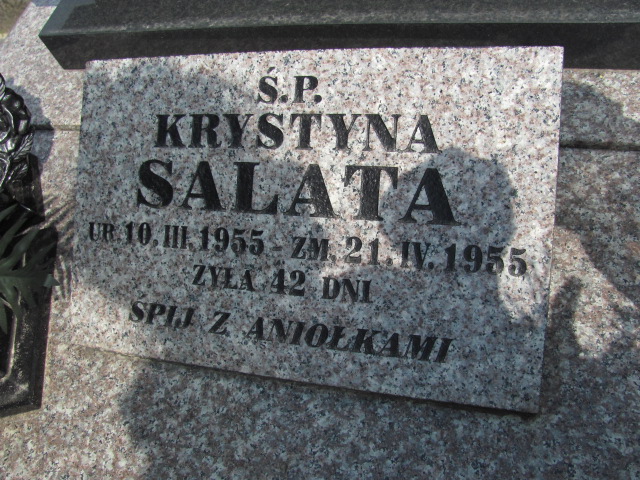 Ś.P.
KRYSTYNA
SALATA
UR. 10. III. 1955 - ZM. 21. IV. 1955
ŻYŁA 42 DNI
ŚPIJ Z ANIOŁKAMI